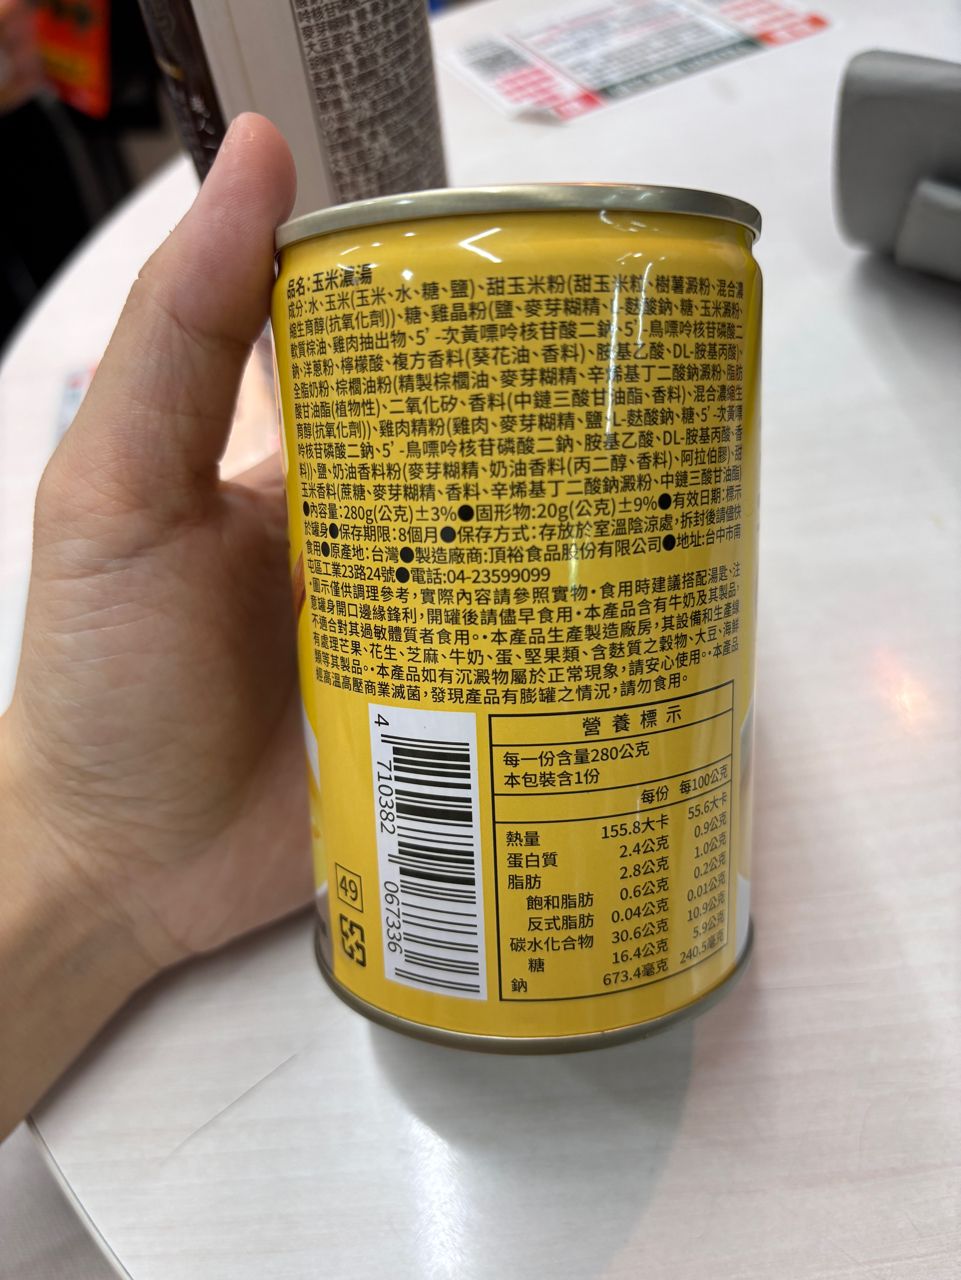 品名:玉米濃湯
成分:水、玉米(玉米、水、糖、鹽)、甜玉米粉(甜玉米粒、樹薯澱粉、混合濃
縮生育醇(抗氧化劑))、糖、雞晶粉(鹽、麥芽糊精、L-麩酸鈉、糖、玉米澱粉、
軟質棕油、雞肉抽出物、5'-次黃嘌呤核苷磷酸二鈉、5'-鳥嘌呤核苷磷酸二
鈉、洋蔥粉、檸檬酸、複方香料(葵花油、香料)、胺基乙酸、DL-胺基丙酸)、
全脂奶粉、棕櫚油粉(精製棕櫚油、麥芽糊精、辛烯基丁二酸鈉澱粉、脂肪
酸甘油酯(植物性)、二氧化矽、香料(中鏈三酸甘油酯、香料)、混合濃縮生
育醇(抗氧化劑))、雞肉精粉(雞肉、麥芽糊精、鹽、L-麩酸鈉、糖、5'-次黃嘌
呤核苷磷酸二鈉、5'-鳥嘌呤核苷磷酸二鈉、胺基乙酸、DL-胺基丙酸、香
料)、鹽、奶油香料粉(麥芽糊精、奶油香料(丙二醇、香料)、阿拉伯膠)、甜
玉米香料(蔗糖、麥芽糊精、香料、辛烯基丁二酸鈉澱粉、中鏈三酸甘油酯)
●內容量:280g(公克)±3%●固形物:20g(公克)±9%●有效日期:標示
於罐身●保存期限:8個月●保存方式:存放於室溫陰涼處,拆封後請儘快
食用●原產地:台灣●製造廠商:頂裕食品股份有限公司●地址:台中市南
屯區工業23路24號●電話:04-23599099
•圖示僅供調理參考,實際內容請參照實物•食用時建議搭配湯匙、注
意罐身開口邊緣鋒利,開罐後請儘早食用•本產品含有牛奶及其製品,
不適合對其過敏體質者食用。•本產品生產製造廠房,其設備和生產線
有處理芒果、花生、芝麻、牛奶、蛋、堅果類、含麩質之穀物、大豆、海鮮
類等其製品。•本產品如有沉澱物屬於正常現象,請安心使用。•本產品
經高溫高壓商業滅菌,發現產品有膨罐之情況,請勿食用。
4 710382 067336
49
營養標示
每一份含量280公克
本包裝含1份
每份 每100公克
熱量 155.8大卡 55.6大卡
蛋白質 2.4公克 0.9公克
脂肪 2.8公克 1.0公克
飽和脂肪 0.6公克 0.2公克
反式脂肪 0.04公克 0.01公克
碳水化合物 30.6公克 10.9公克
糖 16.4公克 5.9公克
鈉 673.4毫克 240.5毫克